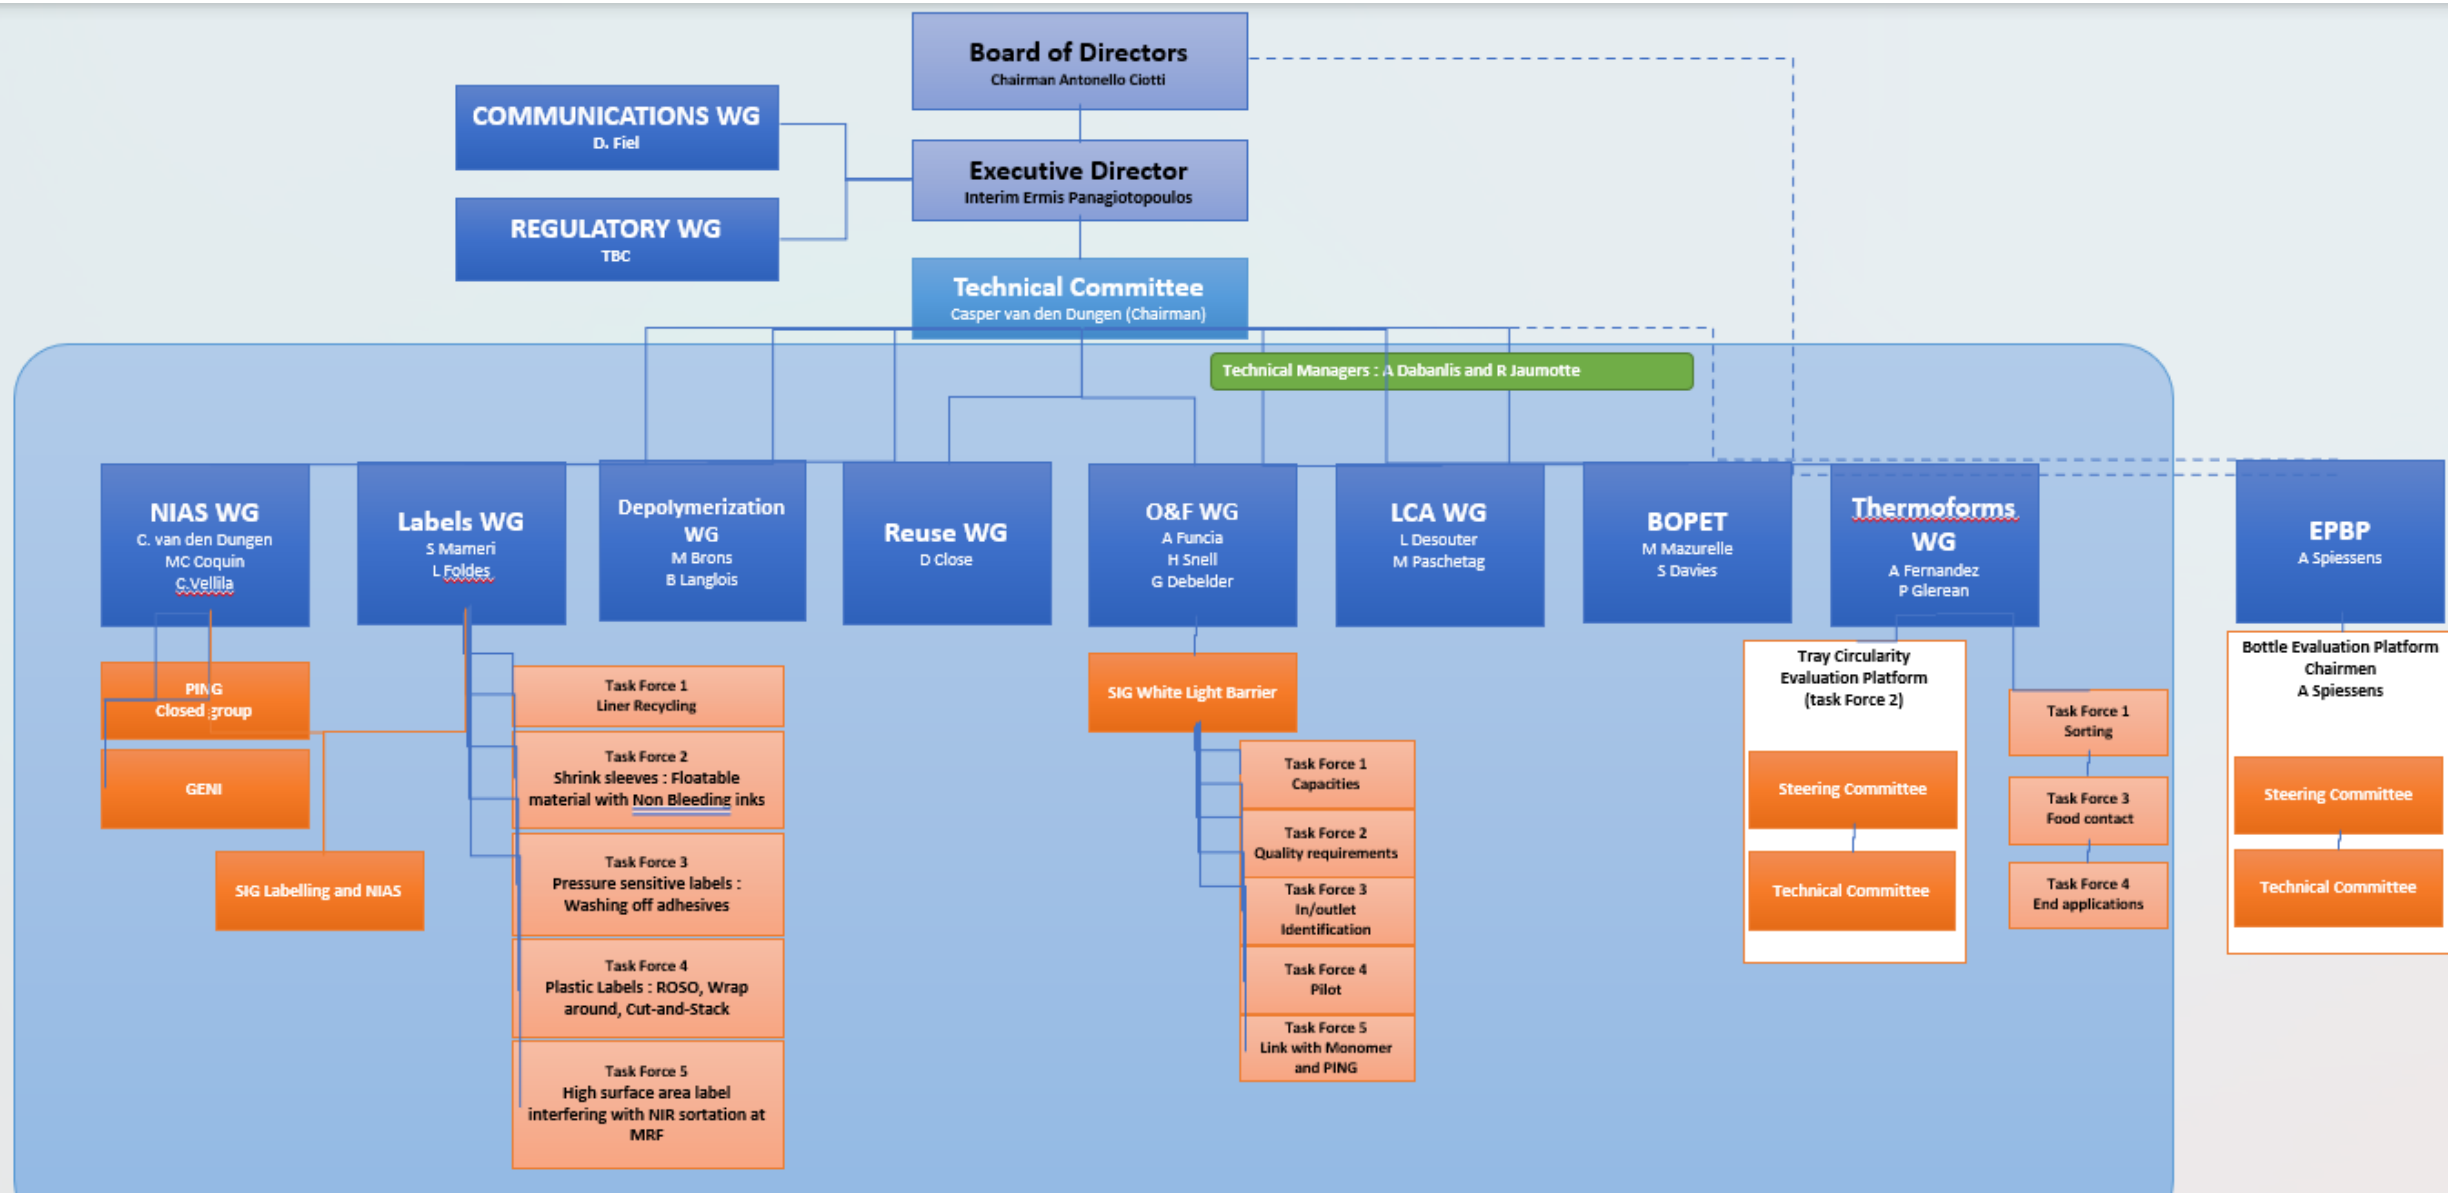 Board of Directors
Chairman Antonello Ciotti
COMMUNICATIONS WG
D. Fiel
Executive Director
Interim Ermis Panagiotopoulos
REGULATORY WG
TBC
Technical Committee
Casper van den Dungen (Chairman)
Technical Managers : A Dabanlis and R Jaumotte
NIAS WG
C. van den Dungen
MC Coquin
C.Vellila
Labels WG
S Mameri
L Foldes
Depolymerization
WG
M Brons
B Langlois
Reuse WG
D Close
O&F WG
A Funcia
H Snell
G Debelder
LCA WG
L Desouter
M Paschetag
BOPET
M Mazurelle
S Davies
Thermoforms
WG
A Fernandez
P Glerean
EPBP
A Spiessens
PING
Closed group
GENI
SIG Labelling and NIAS
Task Force 1
Liner Recycling
Task Force 2
Shrink sleeves : Floatable
material with Non Bleeding inks
Task Force 3
Pressure sensitive labels :
Washing off adhesives
Task Force 4
Plastic Labels : ROSO, Wrap
around, Cut-and-Stack
Task Force 5
High surface area label
interfering with NIR sortation at
MRF
SIG White Light Barrier
Task Force 1
Capacities
Task Force 2
Quality requirements
Task Force 3
In/outlet
Identification
Task Force 4
Pilot
Task Force 5
Link with Monomer
and PING
Tray Circularity
Evaluation Platform
(task Force 2)
Steering Committee
Technical Committee
Task Force 1
Sorting
Task Force 3
Food contact
Task Force 4
End applications
Bottle Evaluation Platform
Chairmen
A Spiessens
Steering Committee
Technical Committee